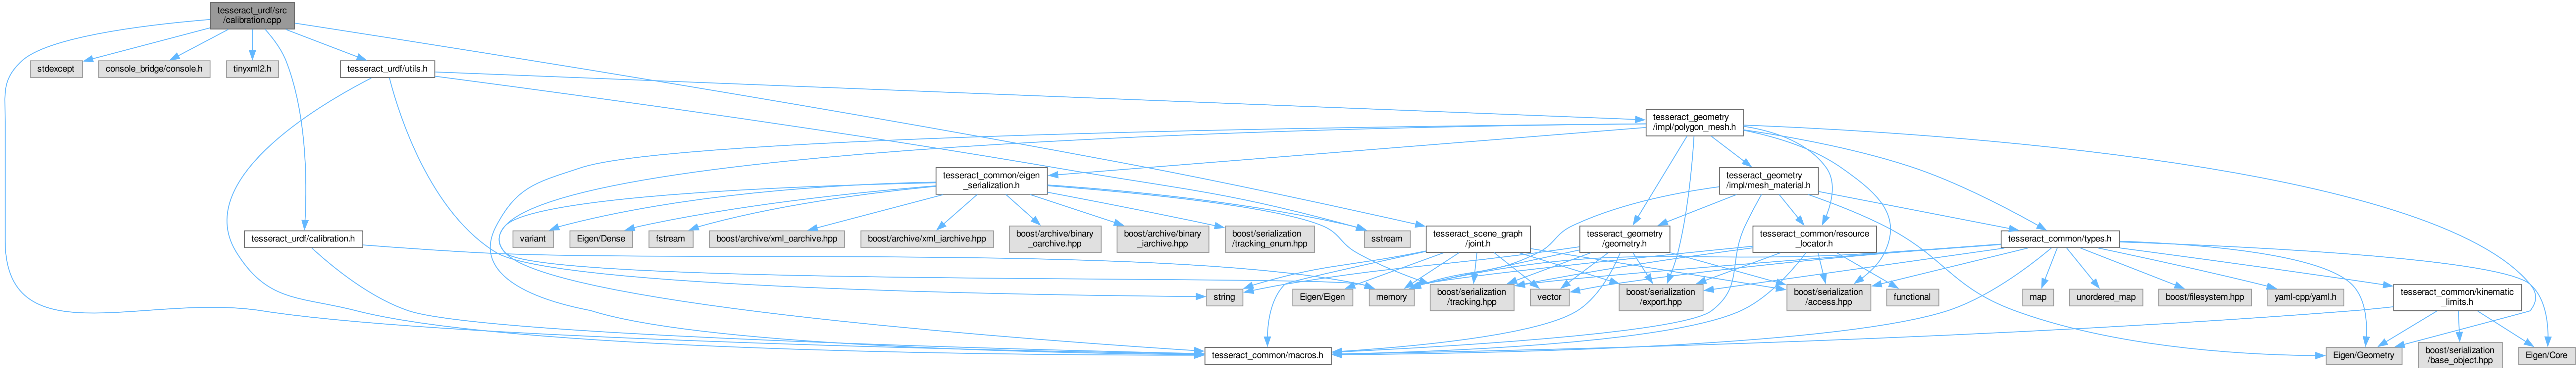 tesseract_urdf/src
/calibration.cpp
stdexcept
console_bridge/console.h
tinyxml2.h
tesseract_urdf/utils.h
tesseract_geometry
/impl/polygon_mesh.h
tesseract_common/eigen
_serialization.h
tesseract_geometry
/impl/mesh_material.h
tesseract_urdf/calibration.h
variant
Eigen/Dense
fstream
boost/archive/xml_oarchive.hpp
boost/archive/xml_iarchive.hpp
boost/archive/binary
_oarchive.hpp
boost/archive/binary
_iarchive.hpp
boost/serialization
/tracking_enum.hpp
sstream
tesseract_scene_graph
/joint.h
tesseract_geometry
/geometry.h
tesseract_common/resource
_locator.h
tesseract_common/types.h
string
Eigen/Eigen
memory
boost/serialization
/tracking.hpp
vector
boost/serialization
/export.hpp
boost/serialization
/access.hpp
functional
map
unordered_map
boost/filesystem.hpp
yaml-cpp/yaml.h
tesseract_common/kinematic
_limits.h
tesseract_common/macros.h
Eigen/Geometry
boost/serialization
/base_object.hpp
Eigen/Core